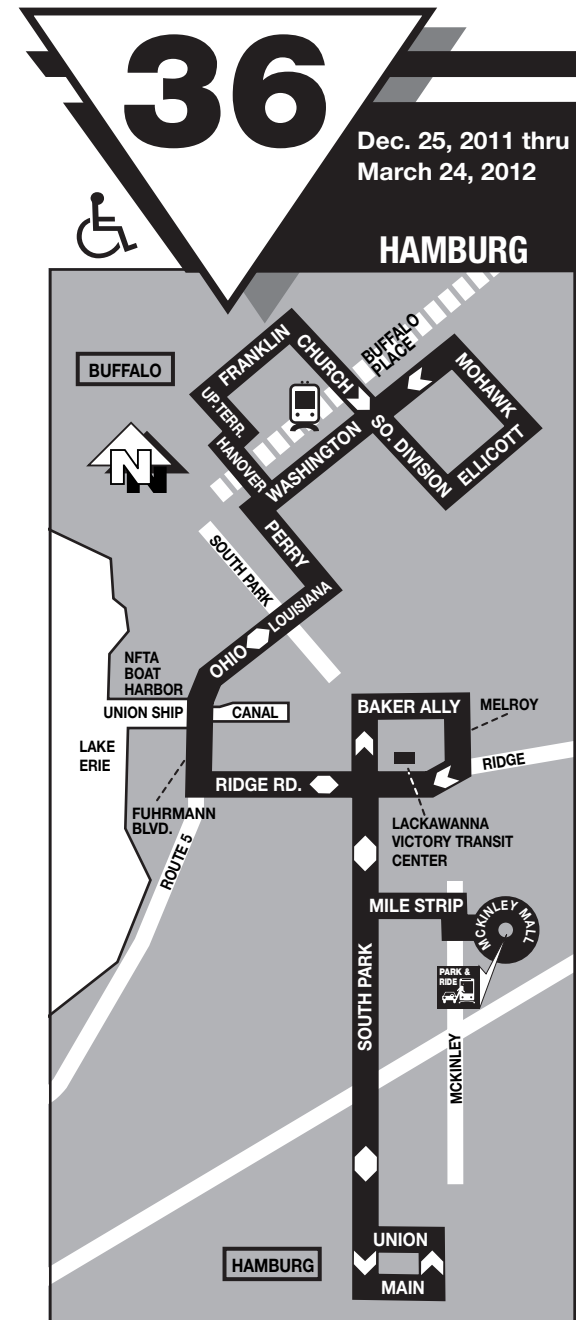 36
Dec. 25, 2011 thru
March 24, 2012
HAMBURG
BUFFALO
FRANKLIN
CHURCH
BUFFALO
PLACE
MOHAWK
UP.TERR.
HANOVER
WASHINGTON
SO. DIVISION
ELLICOTT
N
PERRY
SOUTH PARK
LOUISIANA
OHIO
NFTA
BOAT
HARBOR
UNION SHIP
CANAL
BAKER ALLY
MELROY
LAKE
ERIE
RIDGE
RIDGE RD.
FUHRMANN
BLVD.
ROUTE 5
LACKAWANNA
VICTORY TRANSIT
CENTER
MILE STRIP
MCKINLEY MALL
PARK &
RIDE
SOUTH PARK
MCKINLEY
UNION
HAMBURG
MAIN